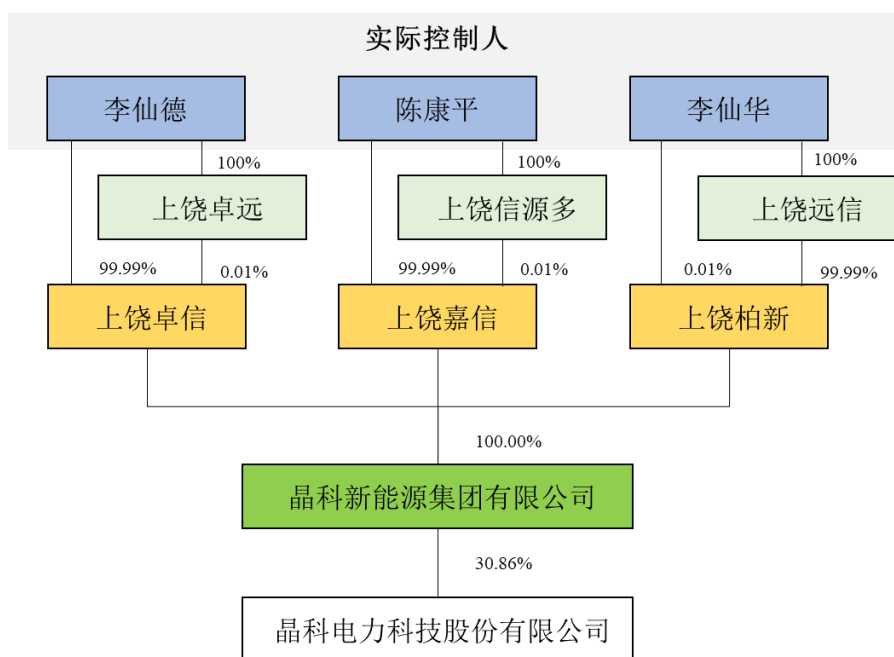 实际控制人
李仙德
陈康平
李仙华
100%
100%
100%
上饶卓远
上饶信源多
上饶远信
99.99%
0.01%
99.99%
0.01%
0.01%
99.99%
上饶卓信
上饶嘉信
上饶柏新
100.00%
晶科新能源集团有限公司
30.86%
晶科电力科技股份有限公司